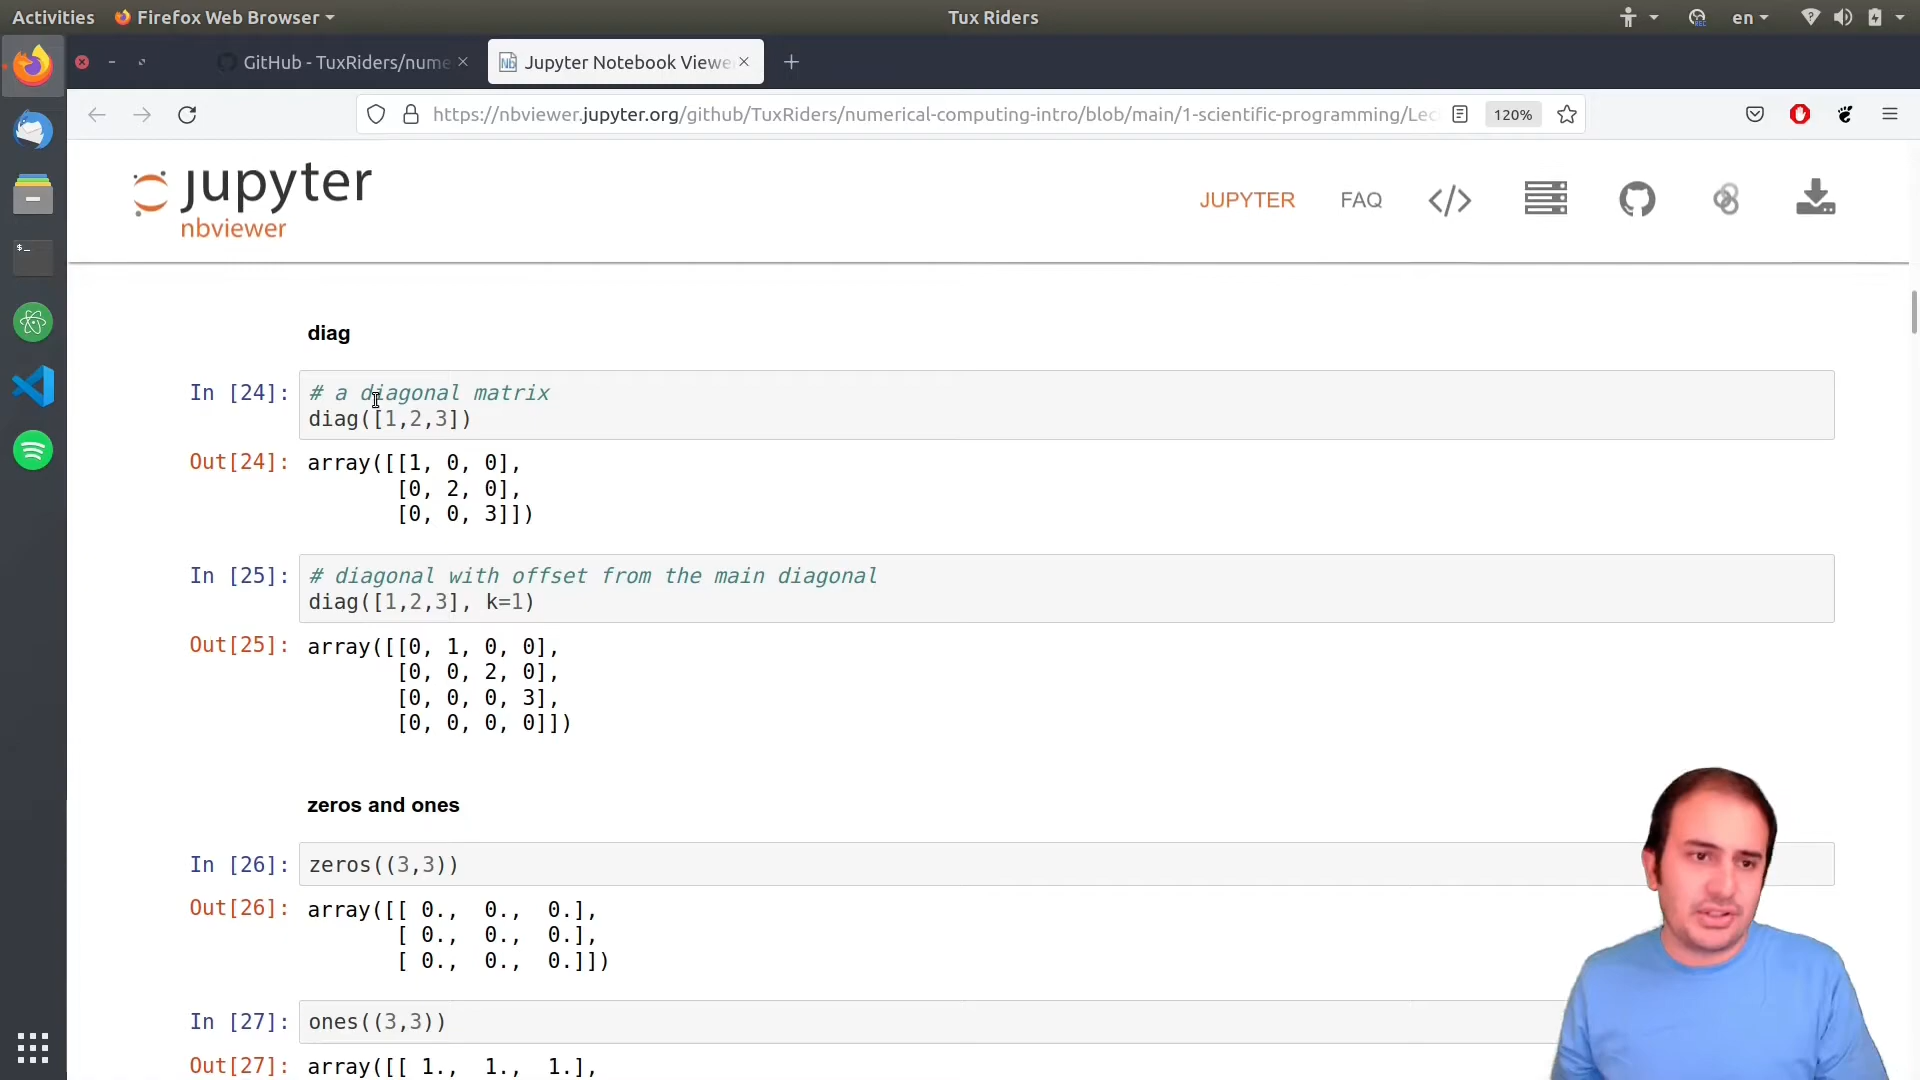 Activities Firefox Web Browser Tux Riders en
GitHub - TuxRiders/nume Jupyter Notebook Viewe
https://nbviewer.jupyter.org/github/TuxRiders/numerical-computing-intro/blob/main/1-scientific-programming/Lec 120%
jupyter
nbviewer
JUPYTER FAQ
diag
In [24]: # a diagonal matrix
diag([1,2,3])
Out[24]: array([[1, 0, 0],
[0, 2, 0],
[0, 0, 3]])
In [25]: # diagonal with offset from the main diagonal
diag([1,2,3], k=1)
Out[25]: array([[0, 1, 0, 0],
[0, 0, 2, 0],
[0, 0, 0, 3],
[0, 0, 0, 0]])
zeros and ones
In [26]: zeros((3,3))
Out[26]: array([[ 0., 0., 0.],
[ 0., 0., 0.],
[ 0., 0., 0.]])
In [27]: ones((3,3))
Out[27]: array([[ 1., 1., 1.],